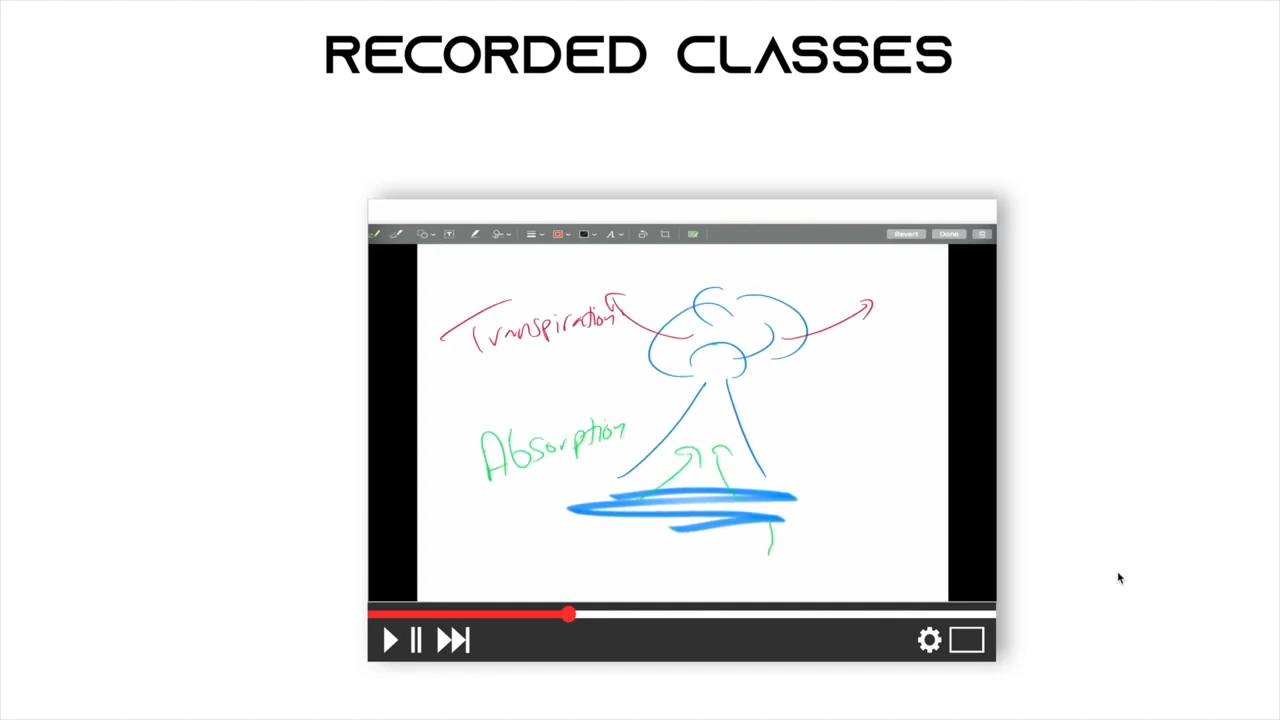 RECORDED CLASSES
Revert Done
Transpiration
Absorption